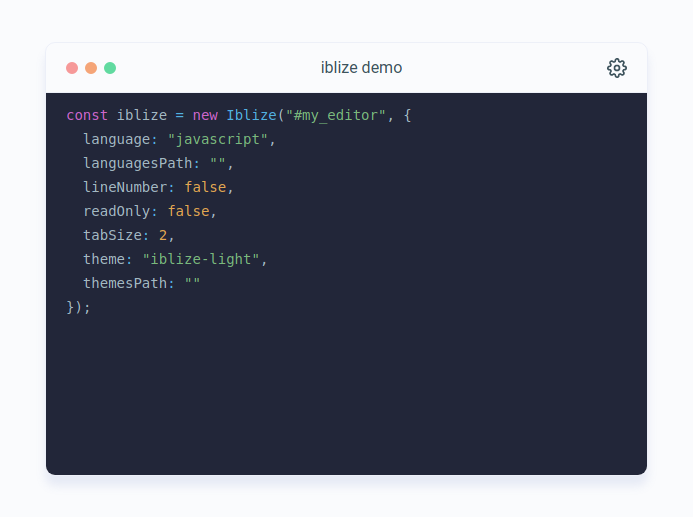 iblize demo
const iblize = new Iblize("#my_editor", {
  language: "javascript",
  languagesPath: "",
  lineNumber: false,
  readOnly: false,
  tabSize: 2,
  theme: "iblize-light",
  themesPath: ""
});